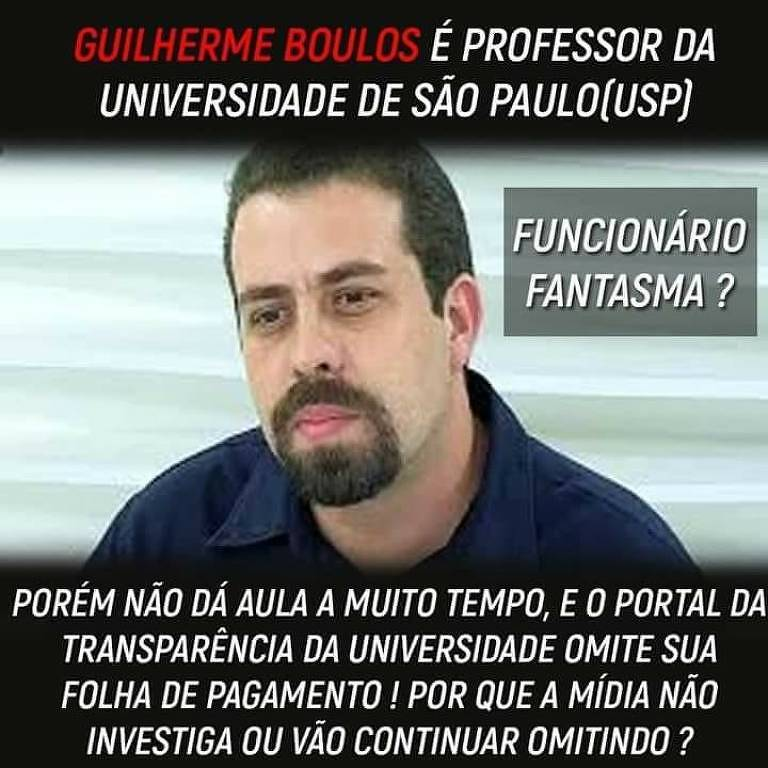 GUILHERME BOULOS É PROFESSOR DA
UNIVERSIDADE DE SÃO PAULO(USP)
FUNCIONÁRIO
FANTASMA ?
PORÉM NÃO DÁ AULA A MUITO TEMPO, E O PORTAL DA
TRANSPARÊNCIA DA UNIVERSIDADE OMITE SUA
FOLHA DE PAGAMENTO ! POR QUE A MÍDIA NÃO
INVESTIGA OU VÃO CONTINUAR OMITINDO ?